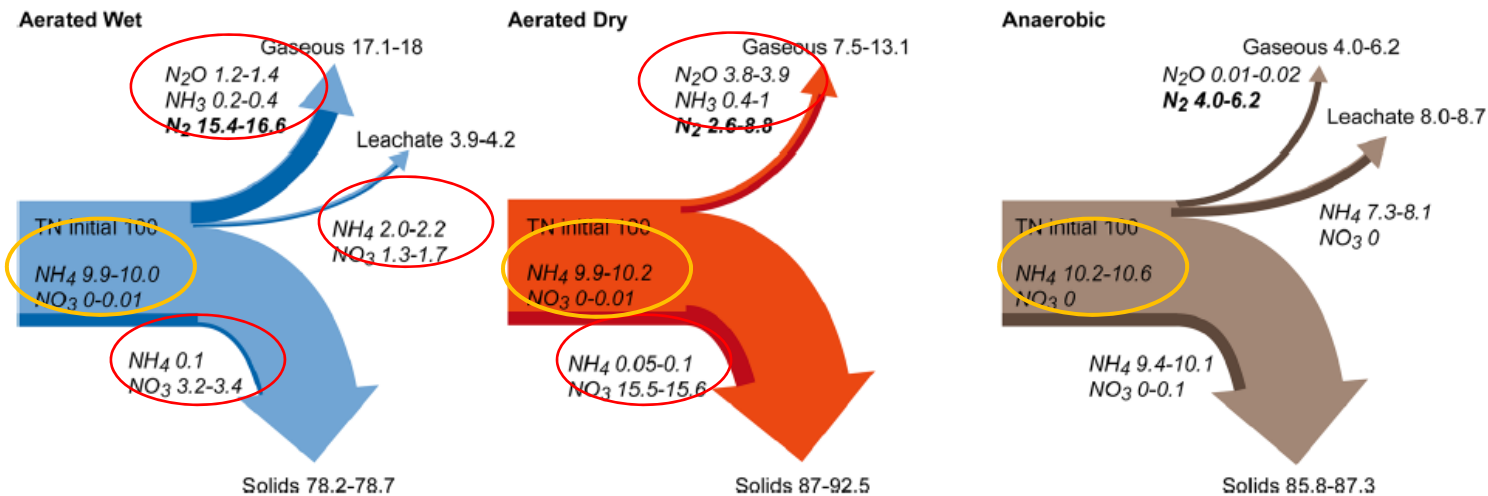 Aerated Wet
Gaseous 17.1-18
N2O 1.2-1.4
NH3 0.2-0.4
N2 15.4-16.6
Leachate 3.9-4.2
NH4 2.0-2.2
NO3 1.3-1.7
TN initial 100
NH4 9.9-10.0
NO3 0-0.01
NH4 0.1
NO3 3.2-3.4
Solids 78.2-78.7
Aerated Dry
Gaseous 7.5-13.1
N2O 3.8-3.9
NH3 0.4-1
N2 2.6-8.8
TN initial 100
NH4 9.9-10.2
NO3 0-0.01
NH4 0.05-0.1
NO3 15.5-15.6
Solids 87-92.5
Anaerobic
Gaseous 4.0-6.2
N2O 0.01-0.02
N2 4.0-6.2
Leachate 8.0-8.7
NH4 7.3-8.1
NO3 0
TN initial 100
NH4 10.2-10.6
NO3 0
NH4 9.4-10.1
NO3 0-0.1
Solids 85.8-87.3